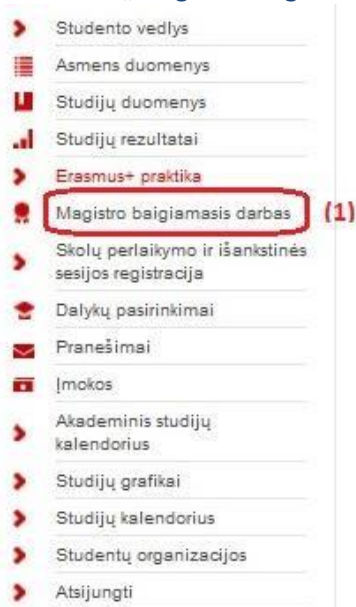 Studento vedlys
Asmens duomenys
Studijų duomenys
Studijų rezultatai
Erasmus+ praktika
Magistro baigiamasis darbas (1)
Skolų perlaikymo ir išankstinės
sesijos registracija
Dalykų pasirinkimai
Pranešimai
Įmokos
Akademinis studijų
kalendorius
Studijų grafikai
Studijų kalendorius
Studentų organizacijos
Atsijungti